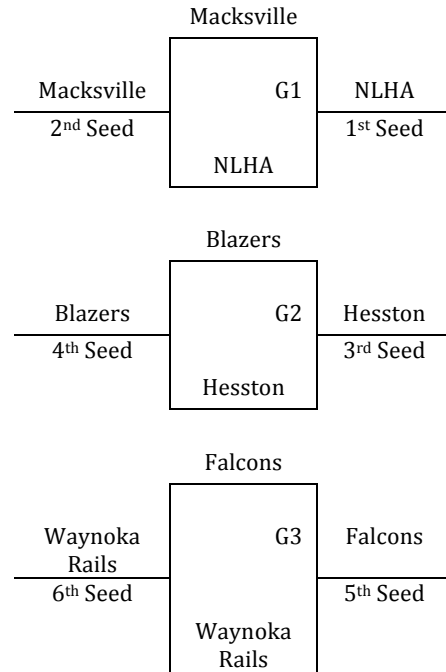 Macksville
Macksville G1 NLHA
2nd Seed 1st Seed
NLHA
Blazers
Blazers G2 Hesston
4th Seed 3rd Seed
Hesston
Falcons
Waynoka
Rails G3 Falcons
6th Seed 5th Seed
Waynoka
Rails